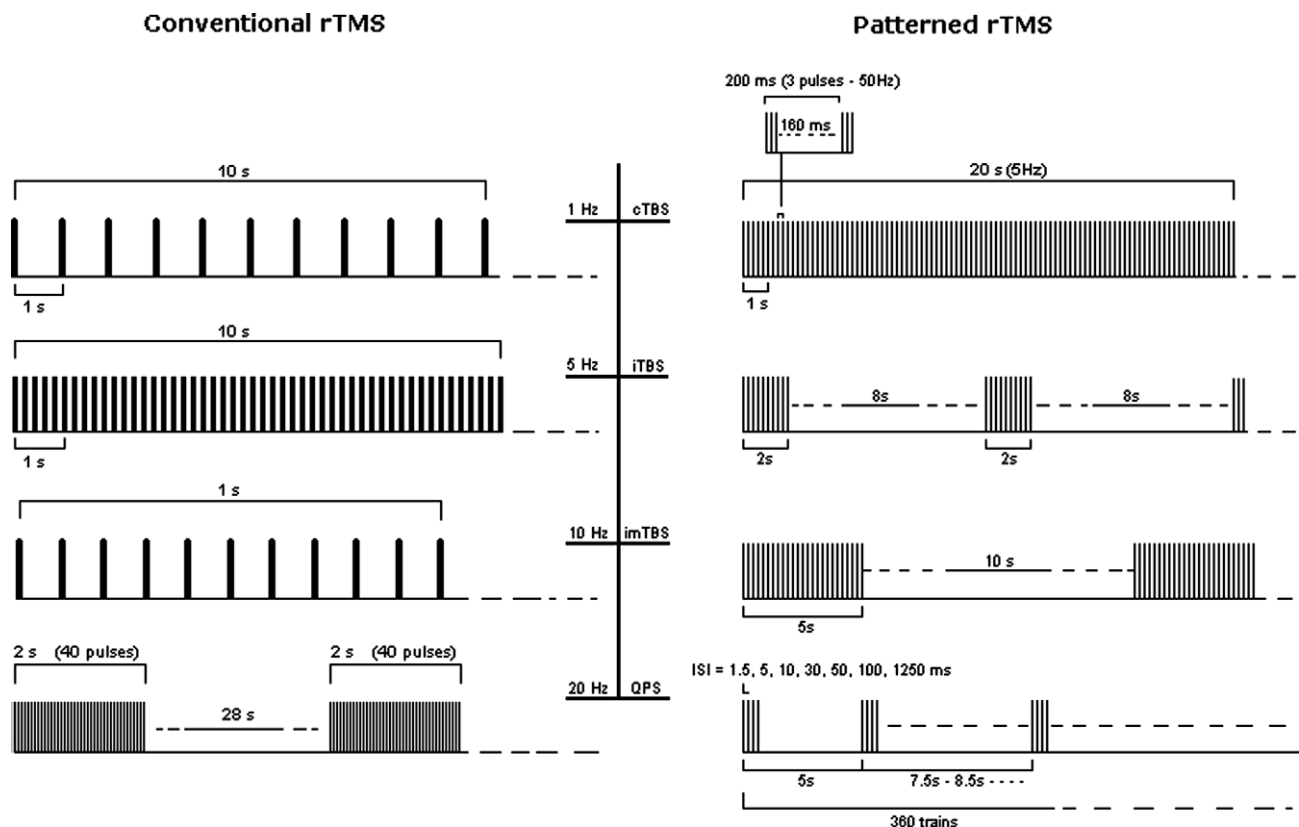 Conventional rTMS
Patterned rTMS
200 ms (3 pulses - 50Hz)
160 ms
10 s
1 Hz
cTBS
20 s (5Hz)
1 s
1 s
10 s
5 Hz
iTBS
8s
8s
1 s
2s
2s
1 s
10 Hz
imTBS
10 s
5s
2 s (40 pulses)
2 s (40 pulses)
28 s
20 Hz
QPS
ISI = 1.5, 5, 10, 30, 50, 100, 1250 ms
5s
7.5s - 8.5s - - - -
360 trains